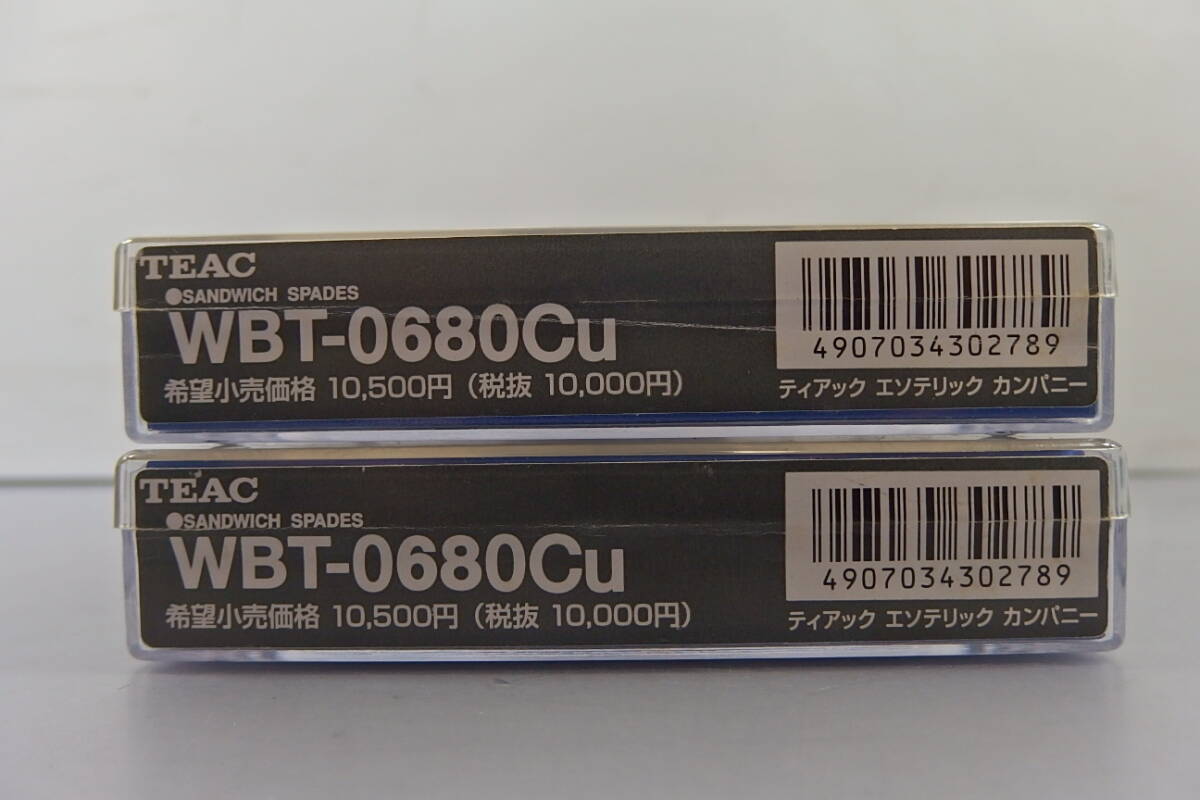 TEAC
●SANDWICH SPADES
WBT-0680Cu
希望小売価格 10,500円（税抜 10,000円）
4907034302789
ティアック エソテリック カンパニー
TEAC
●SANDWICH SPADES
WBT-0680Cu
希望小売価格 10,500円（税抜 10,000円）
4907034302789
ティアック エソテリック カンパニー